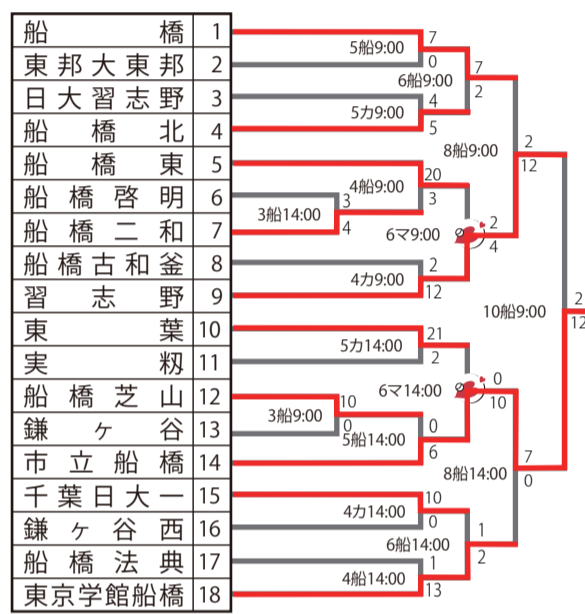 船橋 1
東邦大東邦 2
日大習志野 3
船橋北 4
船橋東 5
船橋啓明 6
船橋二和 7
船橋古和釜 8
習志野 9
東葉 10
実籾 11
船橋芝山 12
鎌ヶ谷 13
市立船橋 14
千葉日大一 15
鎌ヶ谷西 16
船橋法典 17
東京学館船橋 18
5船9:00 7
0
6船9:00 7
2
5カ9:00 4
5
8船9:00 2
12
4船9:00 20
3
3船14:00 3
4
6マ9:00 2
4
4カ9:00 2
12
10船9:00 2
12
5カ14:00 21
2
6マ14:00 0
10
3船9:00 10
0
5船14:00 0
6
8船14:00 7
0
4カ14:00 10
0
6船14:00 1
2
4船14:00 1
13